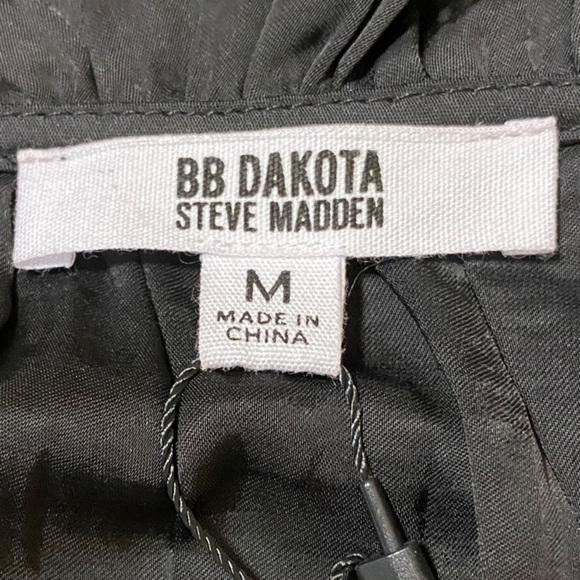 BB DAKOTA
STEVE MADDEN
M
MADE IN
CHINA